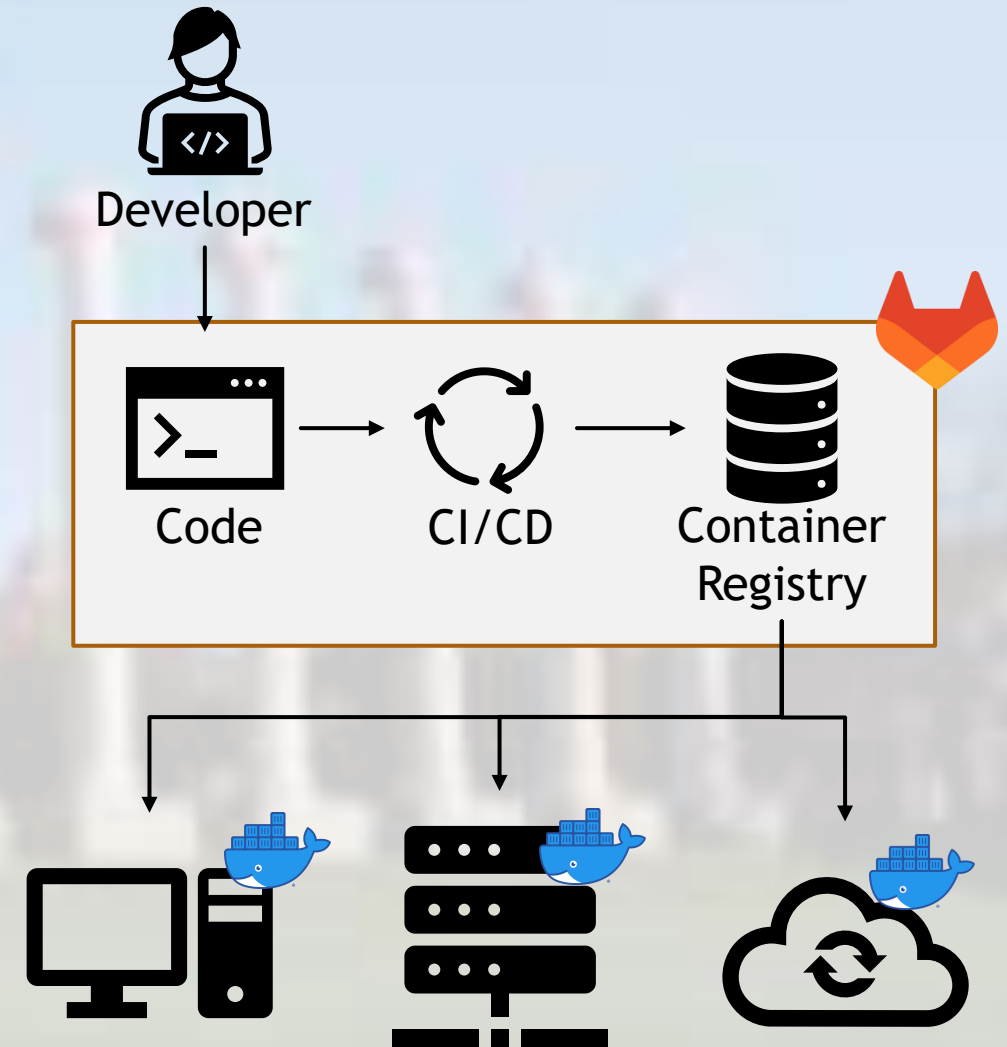 </>
Developer
>_
Code
CI/CD
Container
Registry